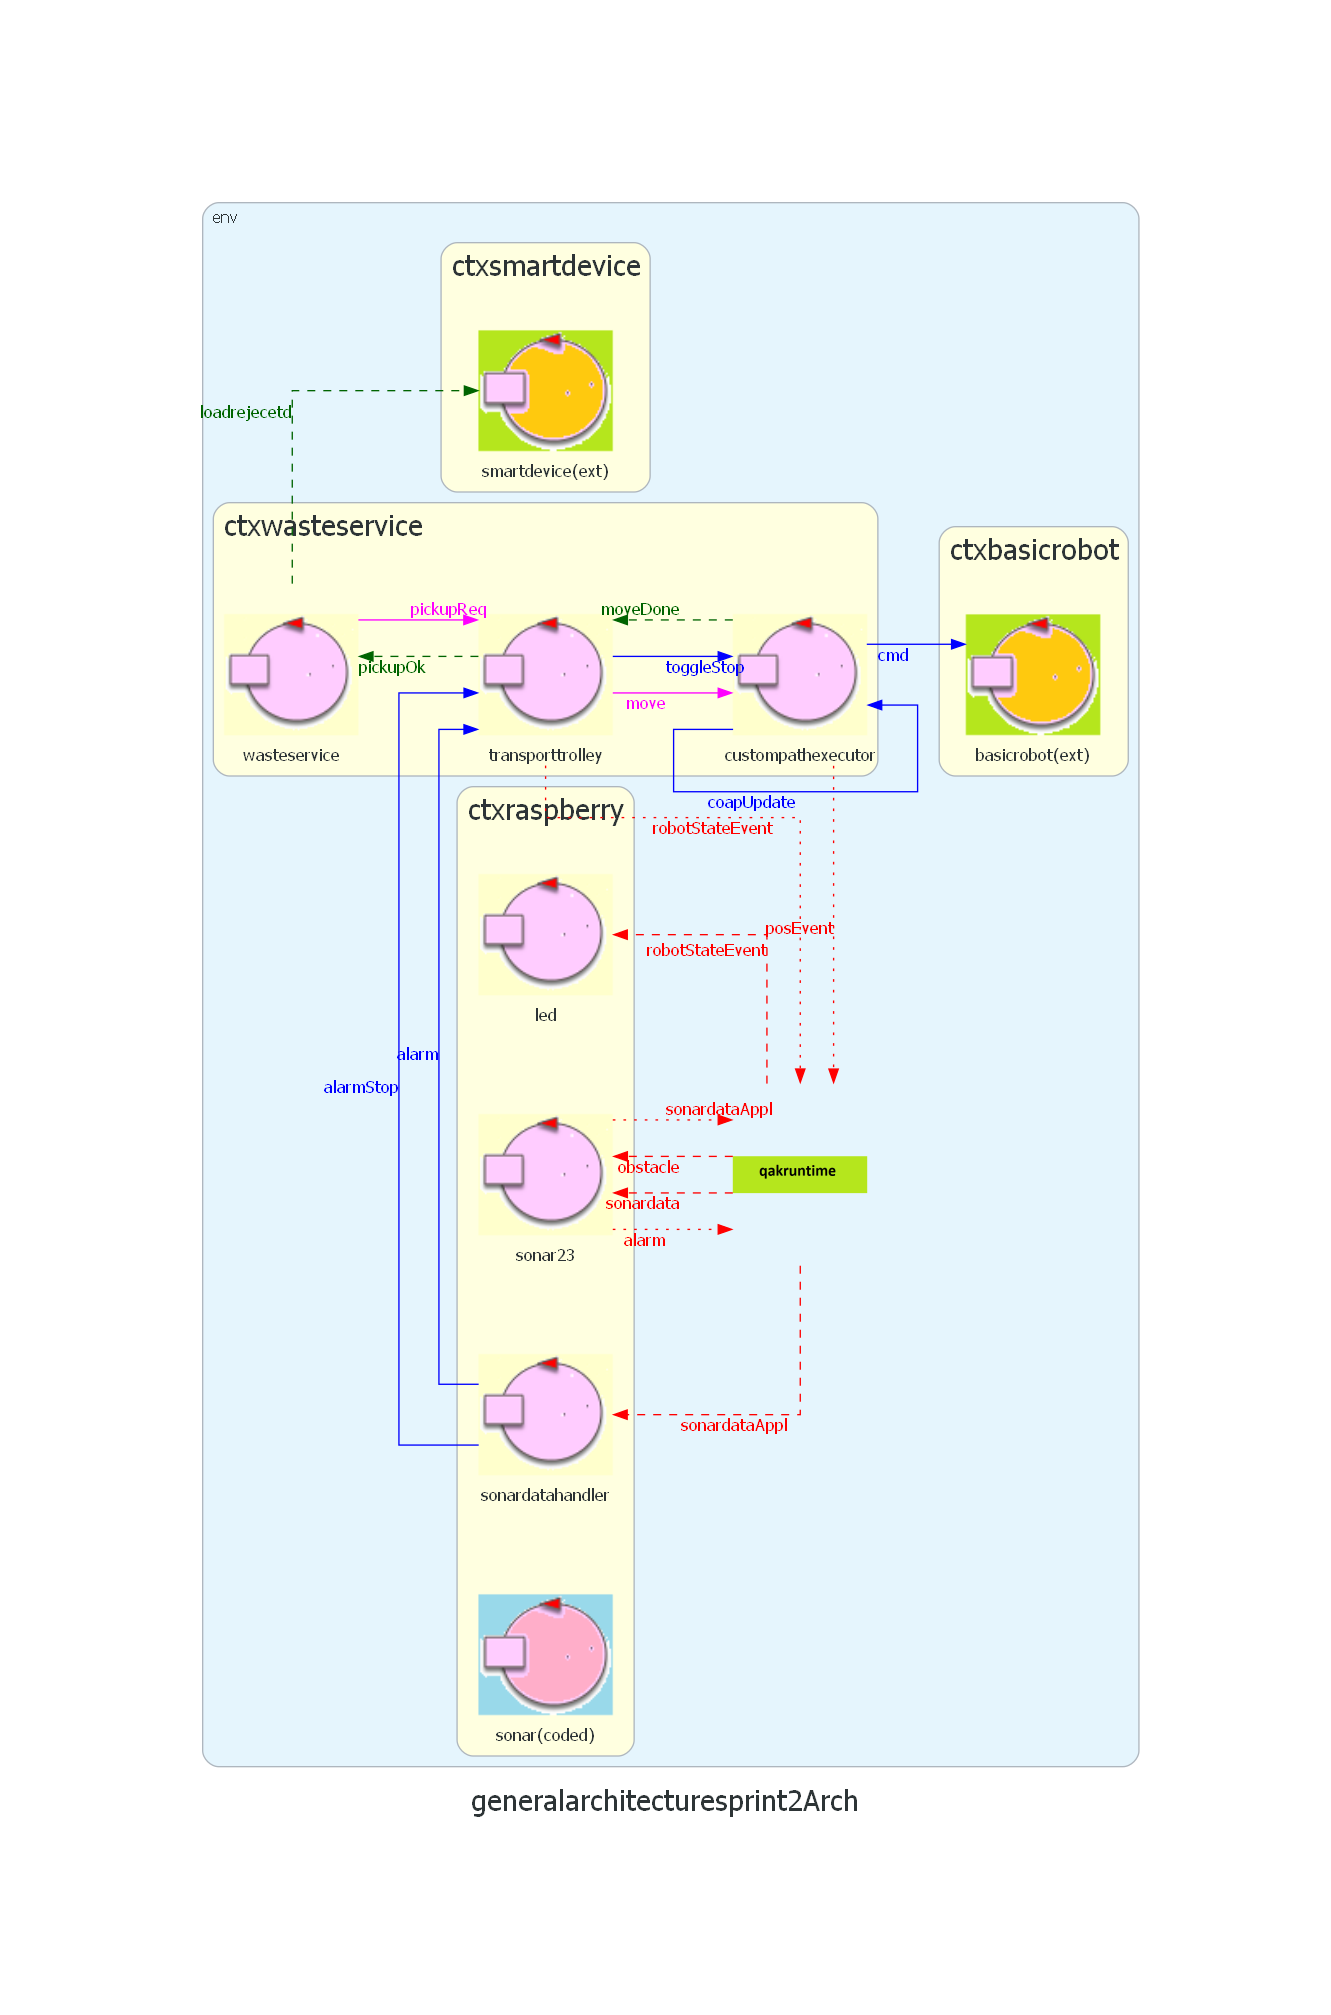 env
ctxsmartdevice
smartdevice(ext)
loadrejecetd
ctxwasteservice
ctxbasicrobot
pickupReq
moveDone
pickupOk
toggleStop
cmd
move
wasteservice
transporttrolley
custompathexecutor
basicrobot(ext)
coapUpdate
ctxraspberry
robotStateEvent
posEvent
robotStateEvent
led
alarm
alarmStop
sonardataAppl
obstacle
qakruntime
sonardata
alarm
sonar23
sonardataAppl
sonardatahandler
sonar(coded)
generalarchitecturesprint2Arch